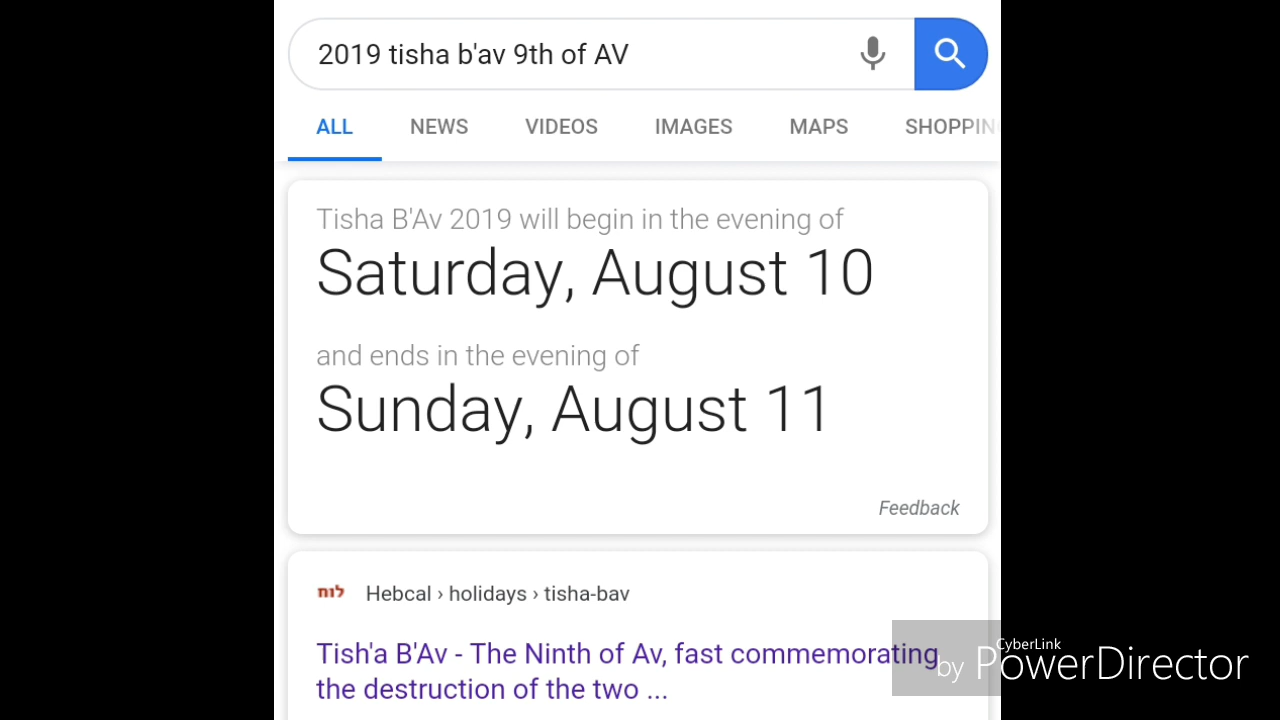 2019 tisha b'av 9th of AV
ALL NEWS VIDEOS IMAGES MAPS SHOPPIN
Tisha B'Av 2019 will begin in the evening of
Saturday, August 10
and ends in the evening of
Sunday, August 11
Feedback
לוח Hebcal › holidays › tisha-bav
Tish'a B'Av - The Ninth of Av, fast commemorating
the destruction of the two ...
CyberLink
by PowerDirector